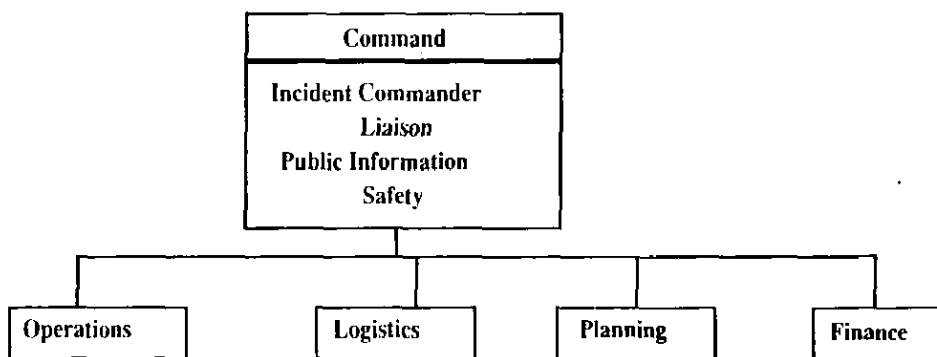 Command
Incident Commander
Liaison
Public Information
Safety
Operations
Logistics
Planning
Finance